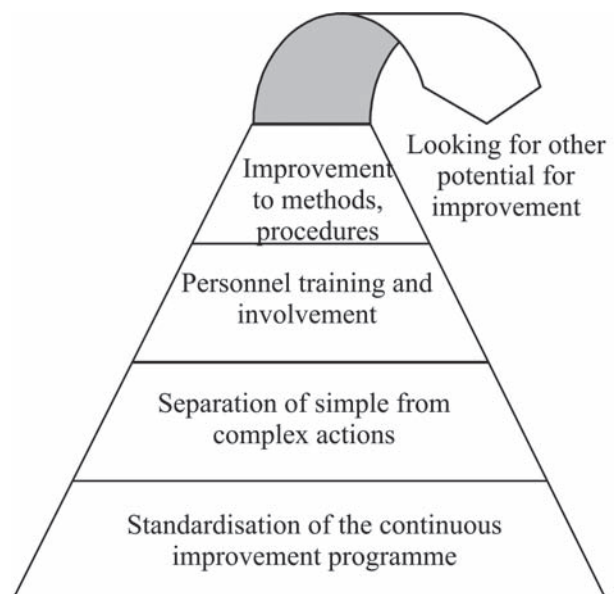 Looking for other
potential for
improvement
Improvement
to methods,
procedures
Personnel training and
involvement
Separation of simple from
complex actions
Standardisation of the continuous
improvement programme